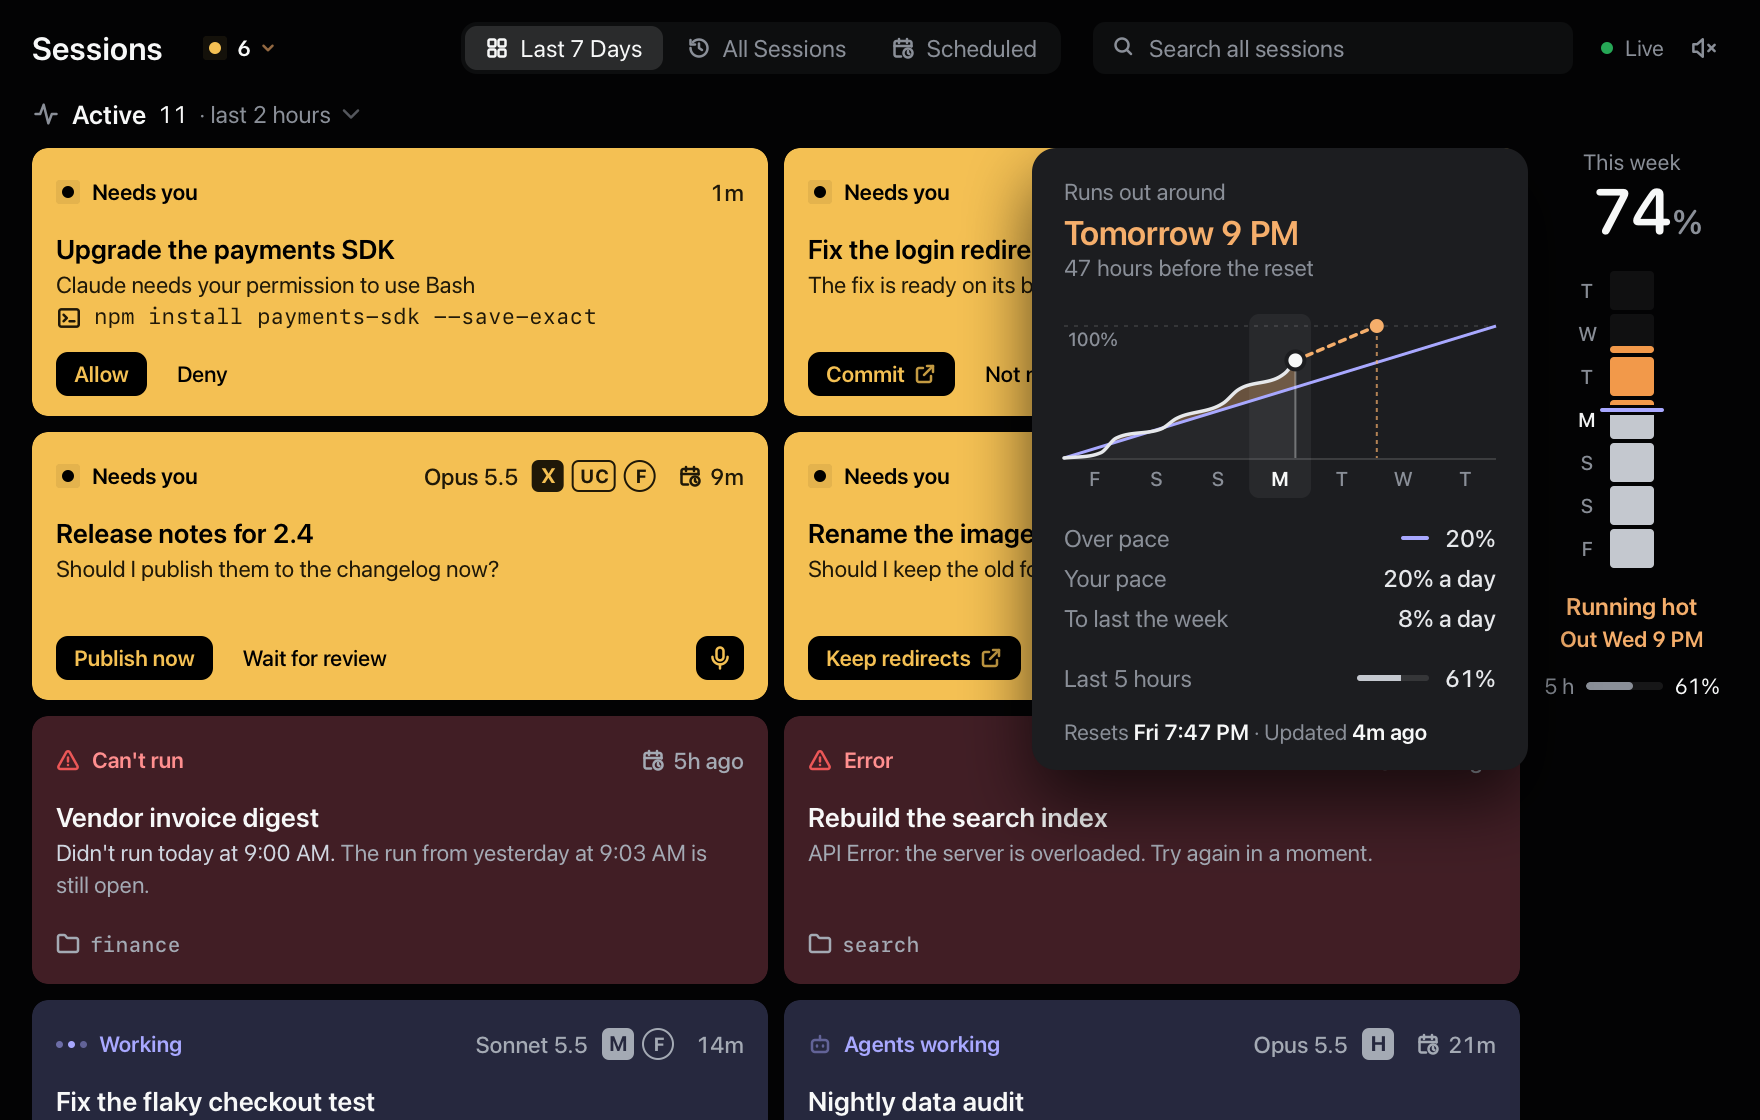 Sessions
6
Last 7 Days
All Sessions
Scheduled
Search all sessions
Live
Active 11 · last 2 hours
Needs you
1m
Upgrade the payments SDK
Claude needs your permission to use Bash
npm install payments-sdk --save-exact
Allow
Deny
Needs you
Fix the login redire
The fix is ready on its b
Commit
Not
Needs you
Opus 5.5 X UC F 9m
Release notes for 2.4
Should I publish them to the changelog now?
Publish now
Wait for review
Needs you
Rename the image
Should I keep the old fo
Keep redirects
Runs out around
Tomorrow 9 PM
47 hours before the reset
100%
F S S M T W T
Over pace 20%
Your pace 20% a day
To last the week 8% a day
Last 5 hours 61%
Resets Fri 7:47 PM · Updated 4m ago
This week
74%
T
W
T
M
S
S
F
Running hot
Out Wed 9 PM
5 h 61%
Can't run
5h ago
Vendor invoice digest
Didn't run today at 9:00 AM. The run from yesterday at 9:03 AM is
still open.
finance
Error
Rebuild the search index
API Error: the server is overloaded. Try again in a moment.
search
Working
Sonnet 5.5 M F 14m
Fix the flaky checkout test
Agents working
Opus 5.5 H 21m
Nightly data audit